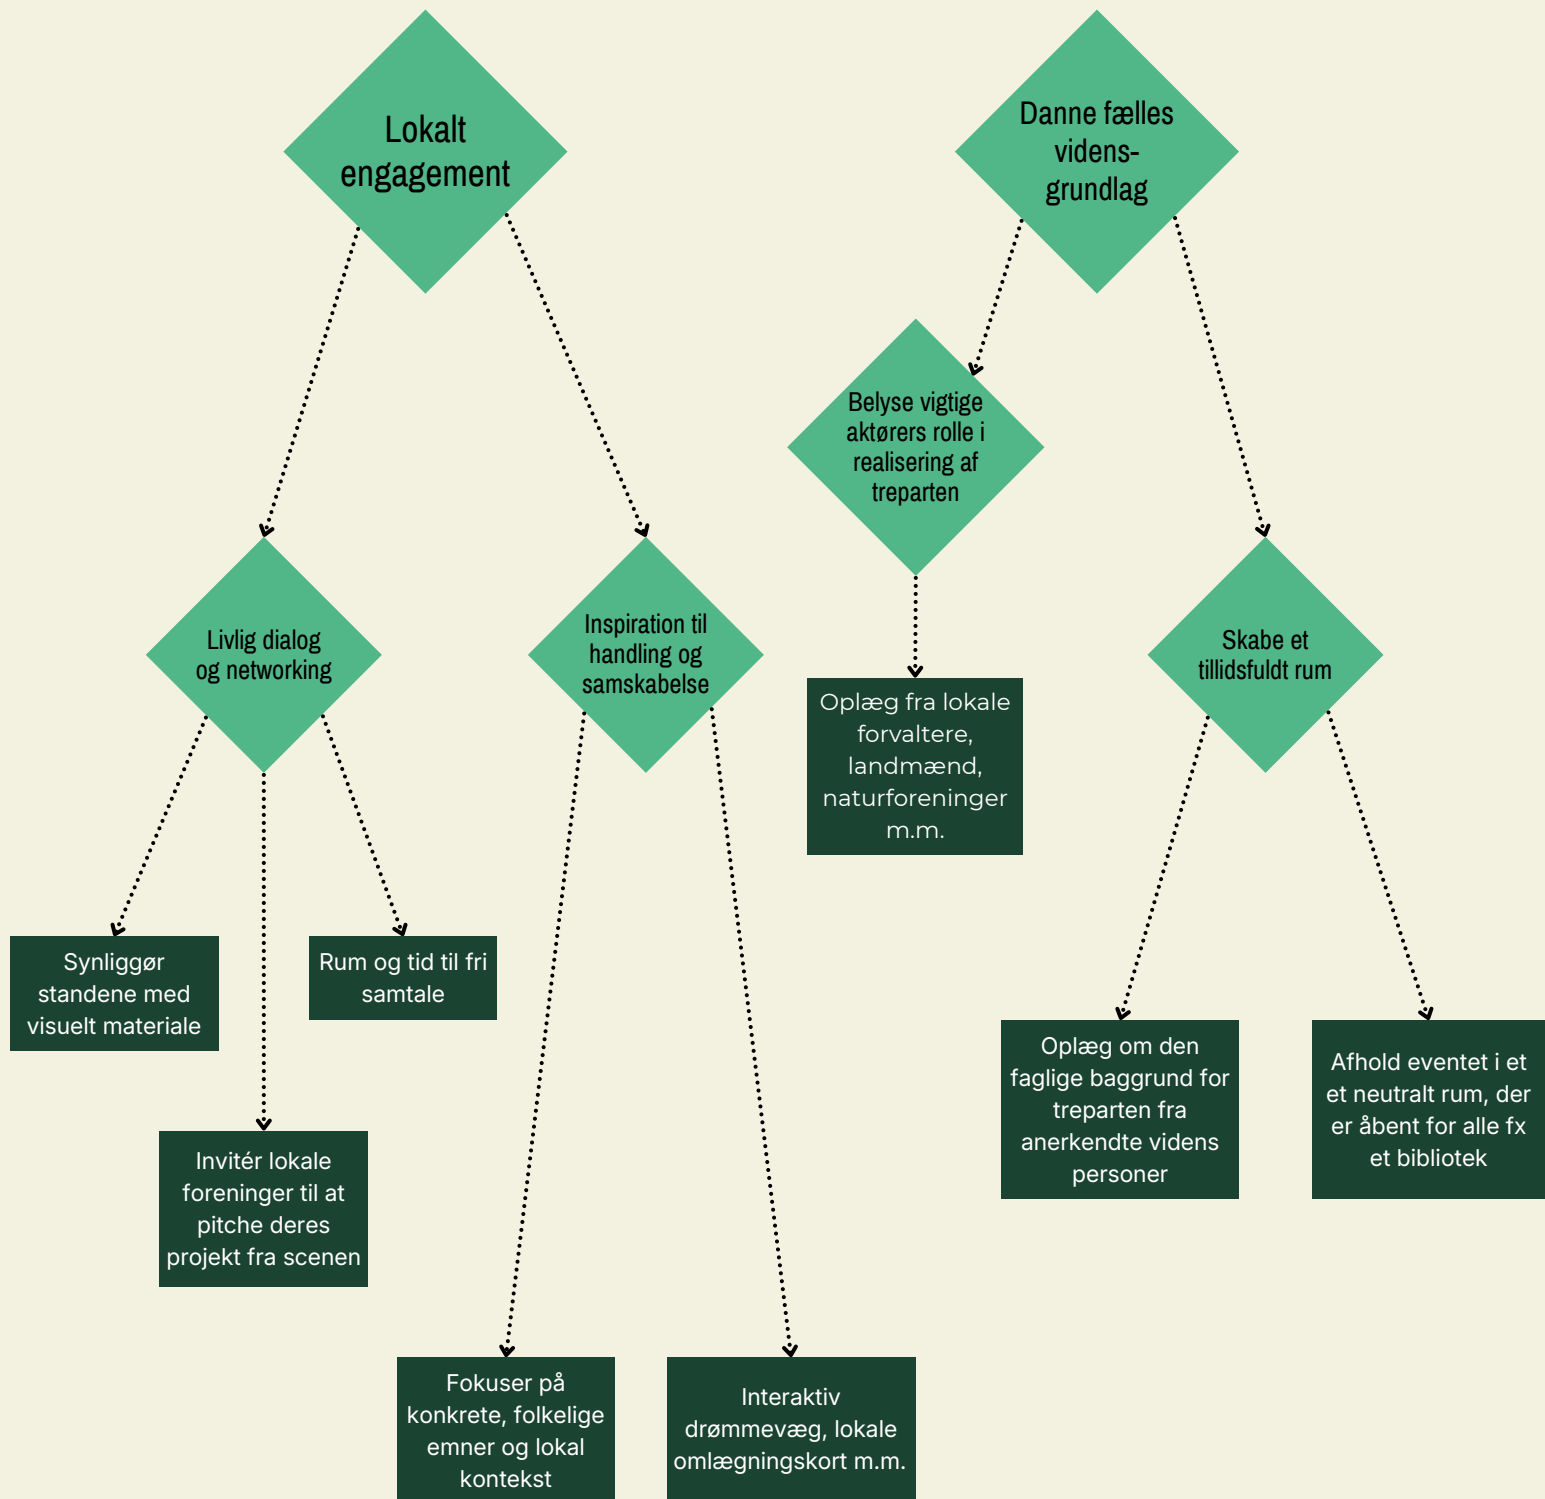 Lokalt
engagement
Danne fælles
videns-
grundlag
Belyse vigtige
aktørers rolle i
realisering af
treparten
Livlig dialog
og networking
Inspiration til
handling og
samskabelse
Skabe et
tillidsfuldt rum
Oplæg fra lokale
forvaltere,
landmænd,
naturforeninger
m.m.
Synliggør
standene med
visuelt materiale
Rum og tid til fri
samtale
Invitér lokale
foreninger til at
pitche deres
projekt fra scenen
Oplæg om den
faglige baggrund for
treparten fra
anerkendte videns
personer
Afhold eventet i et
et neutralt rum, der
er åbent for alle fx
et bibliotek
Fokuser på
konkrete, folkelige
emner og lokal
kontekst
Interaktiv
drømmevæg, lokale
omlægningskort m.m.